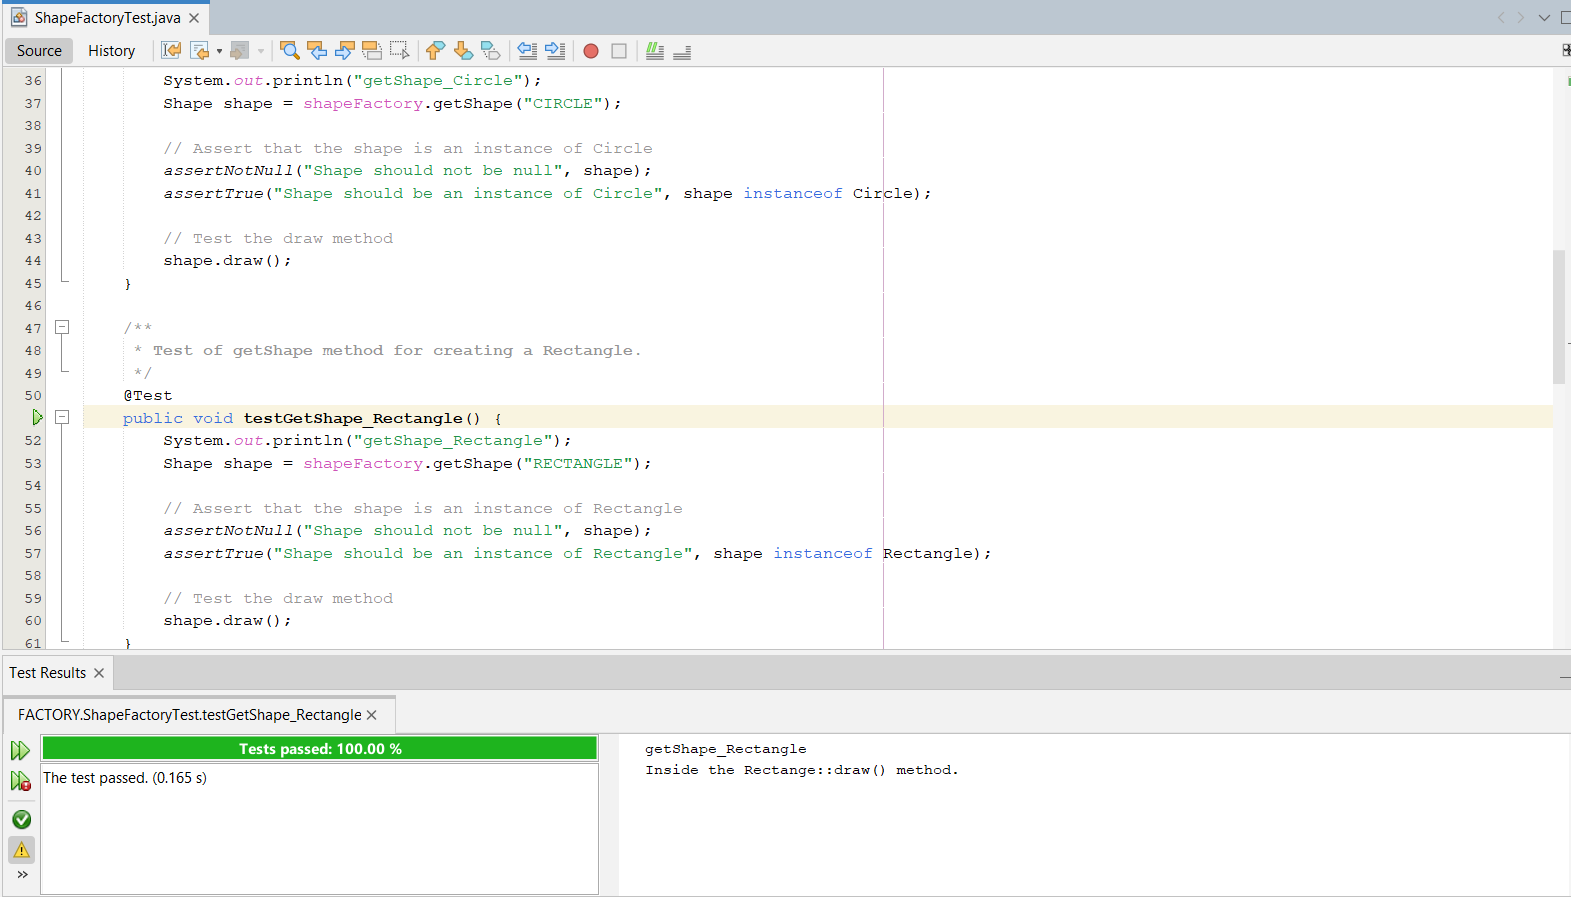 ShapeFactoryTest.java
Source History
36 System.out.println("getShape_Circle");
37 Shape shape = shapeFactory.getShape("CIRCLE");
38
39 // Assert that the shape is an instance of Circle
40 assertNotNull("Shape should not be null", shape);
41 assertTrue("Shape should be an instance of Circle", shape instanceof Circle);
42
43 // Test the draw method
44 shape.draw();
45 }
46
47 /**
48 * Test of getShape method for creating a Rectangle.
49 */
50 @Test
public void testGetShape_Rectangle() {
52 System.out.println("getShape_Rectangle");
53 Shape shape = shapeFactory.getShape("RECTANGLE");
54
55 // Assert that the shape is an instance of Rectangle
56 assertNotNull("Shape should not be null", shape);
57 assertTrue("Shape should be an instance of Rectangle", shape instanceof Rectangle);
58
59 // Test the draw method
60 shape.draw();
61 }
Test Results
FACTORY.ShapeFactoryTest.testGetShape_Rectangle
Tests passed: 100.00 %
The test passed. (0.165 s)
getShape_Rectangle
Inside the Rectange::draw() method.